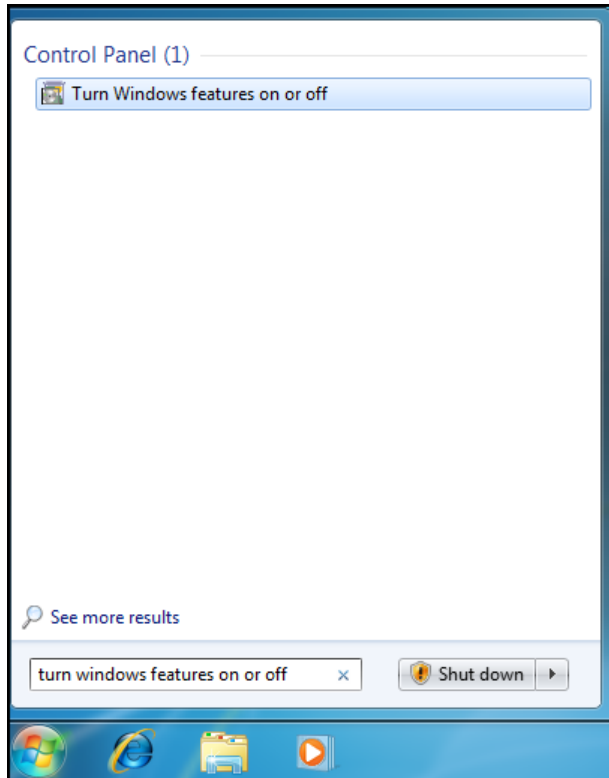 Control Panel (1)
Turn Windows features on or off
See more results
turn windows features on or off
Shut down